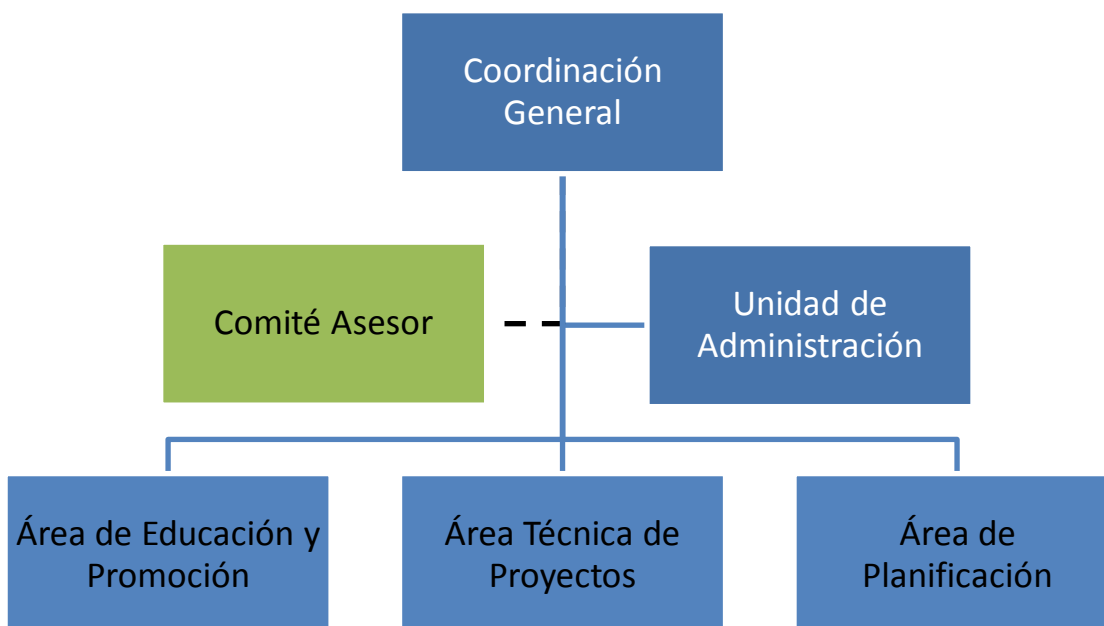 Coordinación
General
Comité Asesor
Unidad de
Administración
Área de Educación y
Promoción
Área Técnica de
Proyectos
Área de
Planificación